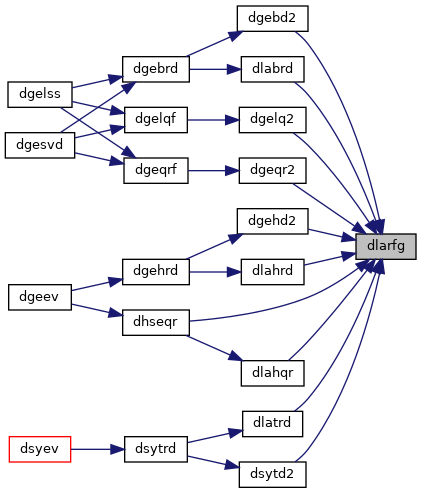 dgebd2
dgebrd
dlabrd
dgelss
dgelqf
dgelq2
dgesvd
dgeqrf
dgeqr2
dgehd2
dlarfg
dgehrd
dlahrd
dgeev
dhseqr
dlahqr
dlatrd
dsyev
dsytrd
dsytd2